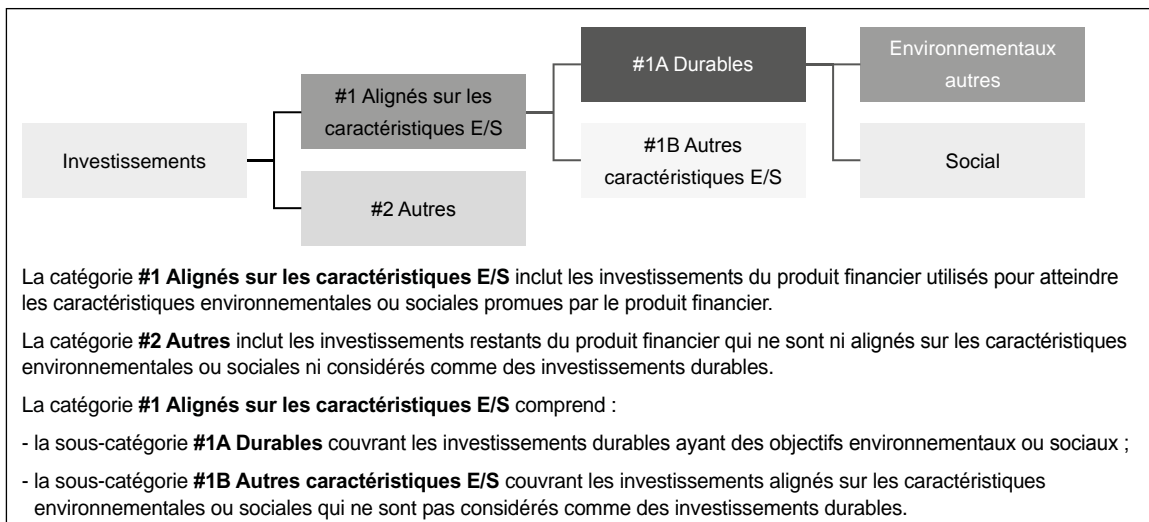 Investissements
#1 Alignés sur les
caractéristiques E/S
#2 Autres
#1A Durables
#1B Autres
caractéristiques E/S
Environnementaux
autres
Social
La catégorie #1 Alignés sur les caractéristiques E/S inclut les investissements du produit financier utilisés pour atteindre
les caractéristiques environnementales ou sociales promues par le produit financier.
La catégorie #2 Autres inclut les investissements restants du produit financier qui ne sont ni alignés sur les caractéristiques
environnementales ou sociales ni considérés comme des investissements durables.
La catégorie #1 Alignés sur les caractéristiques E/S comprend :
- la sous-catégorie #1A Durables couvrant les investissements durables ayant des objectifs environnementaux ou sociaux ;
- la sous-catégorie #1B Autres caractéristiques E/S couvrant les investissements alignés sur les caractéristiques
environnementales ou sociales qui ne sont pas considérés comme des investissements durables.